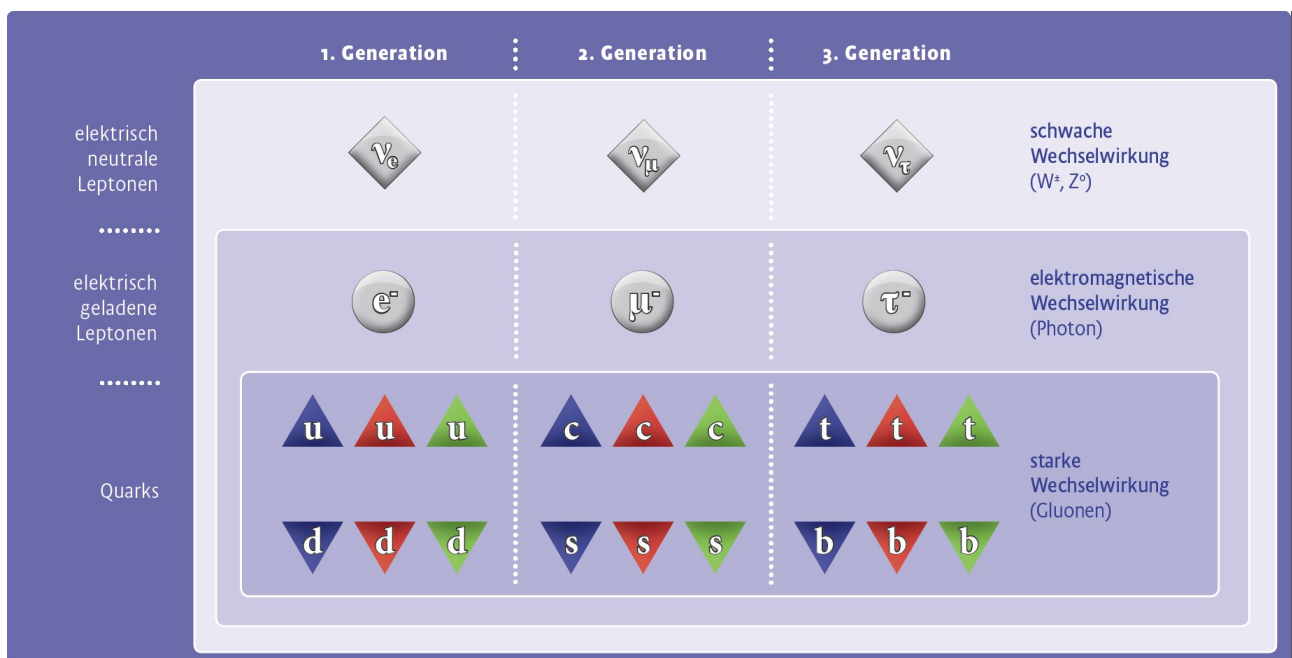 1. Generation 2. Generation 3. Generation
elektrisch
neutrale
Leptonen
νe νμ ντ
schwache
Wechselwirkung
(W±, Z⁰)
elektrisch
geladene
Leptonen
e⁻ μ⁻ τ⁻
elektromagnetische
Wechselwirkung
(Photon)
Quarks
u u u c c c t t t
d d d s s s b b b
starke
Wechselwirkung
(Gluonen)